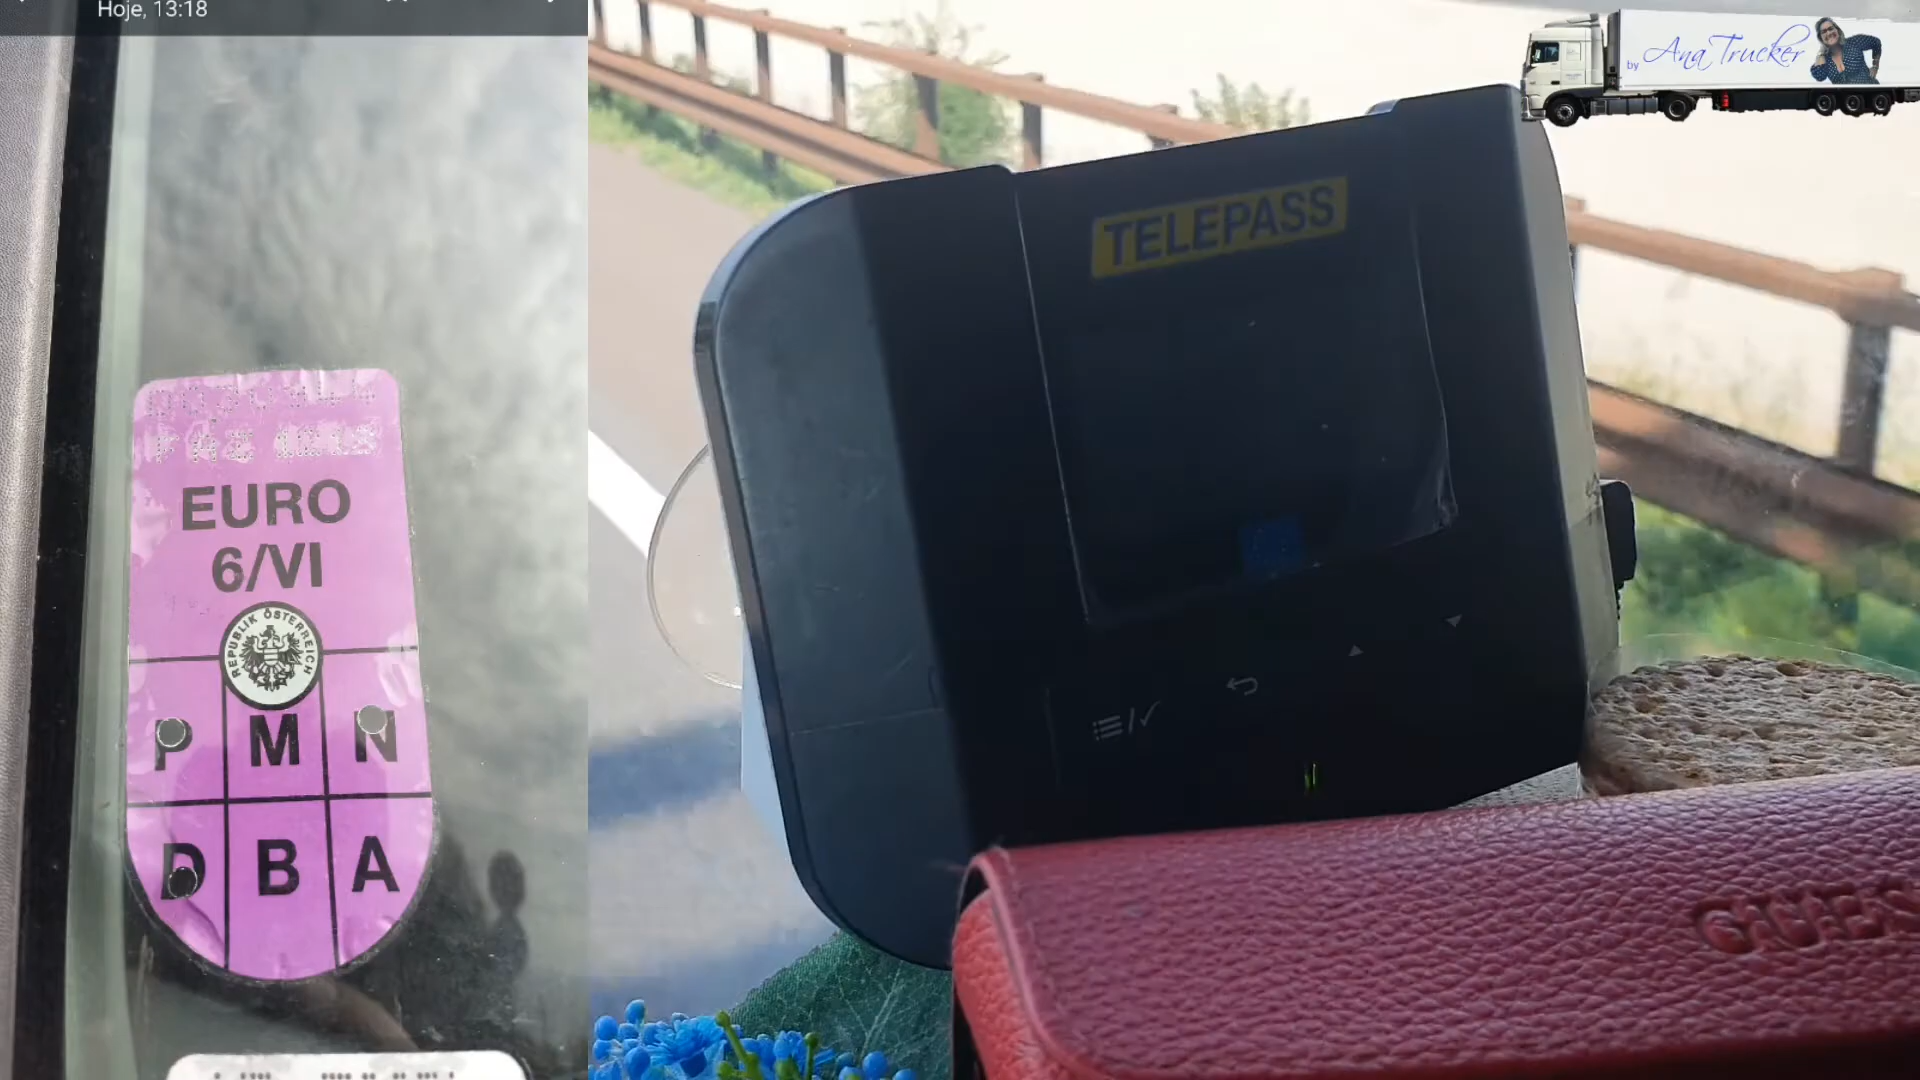 Hoje, 13:18
EURO
6/VI
REPUBLIK ÖSTERREICH
P M N
D B A
TELEPASS
by Ana Trucker